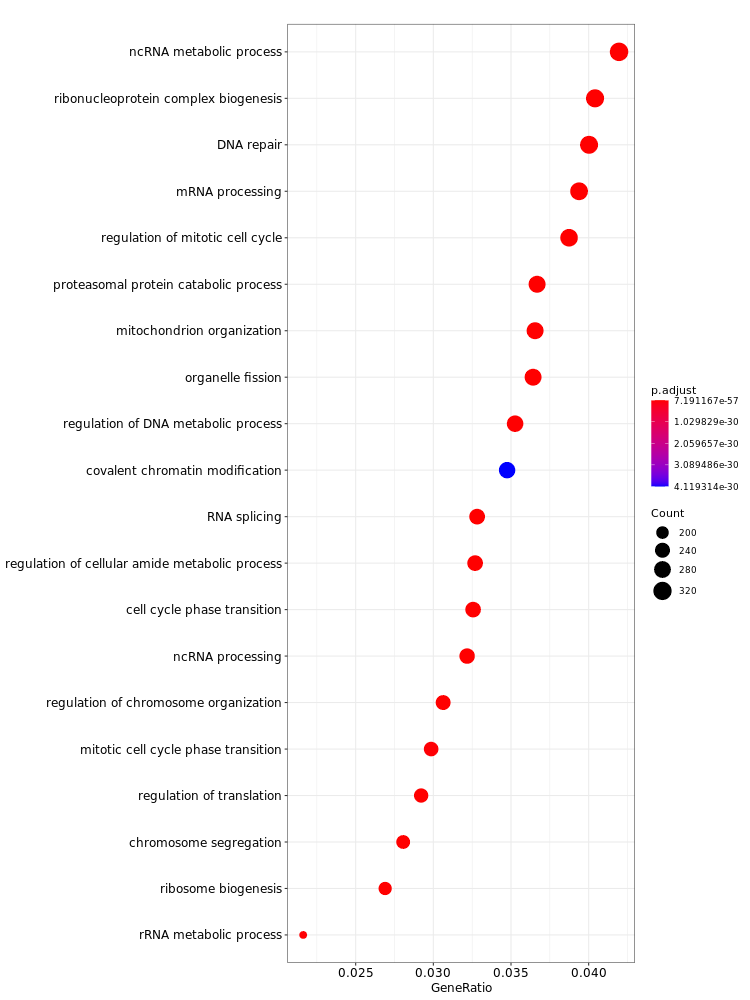 ncRNA metabolic process
ribonucleoprotein complex biogenesis
DNA repair
mRNA processing
regulation of mitotic cell cycle
proteasomal protein catabolic process
mitochondrion organization
organelle fission
regulation of DNA metabolic process
covalent chromatin modification
RNA splicing
regulation of cellular amide metabolic process
cell cycle phase transition
ncRNA processing
regulation of chromosome organization
mitotic cell cycle phase transition
regulation of translation
chromosome segregation
ribosome biogenesis
rRNA metabolic process
0.025 0.030 0.035 0.040
GeneRatio
p.adjust
7.191167e-57
1.029829e-30
2.059657e-30
3.089486e-30
4.119314e-30
Count
200
240
280
320